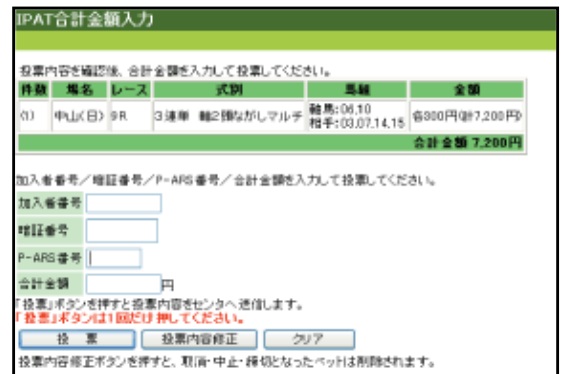 IPAT合計金額入力
投票内容を確認後、合計金額を入力して投票してください。
件数 場名 レース 式別 馬組 金額
(1) 中山(日) 9R 3連単 軸2頭ながしマルチ 軸馬:06,10 各300円(計7,200円)
相手:03,07,14,15
合計金額 7,200円
加入者番号/暗証番号/P-ARS番号/合計金額を入力して投票してください。
加入者番号
暗証番号
P-ARS番号
合計金額 円
「投票」ボタンを押すと投票内容をセンタへ送信します。
「投票」ボタンは1回だけ押してください。
投 票 投票内容修正 クリア
投票内容修正ボタンを押すと、取消・中止・締切となったベットは削除されます。